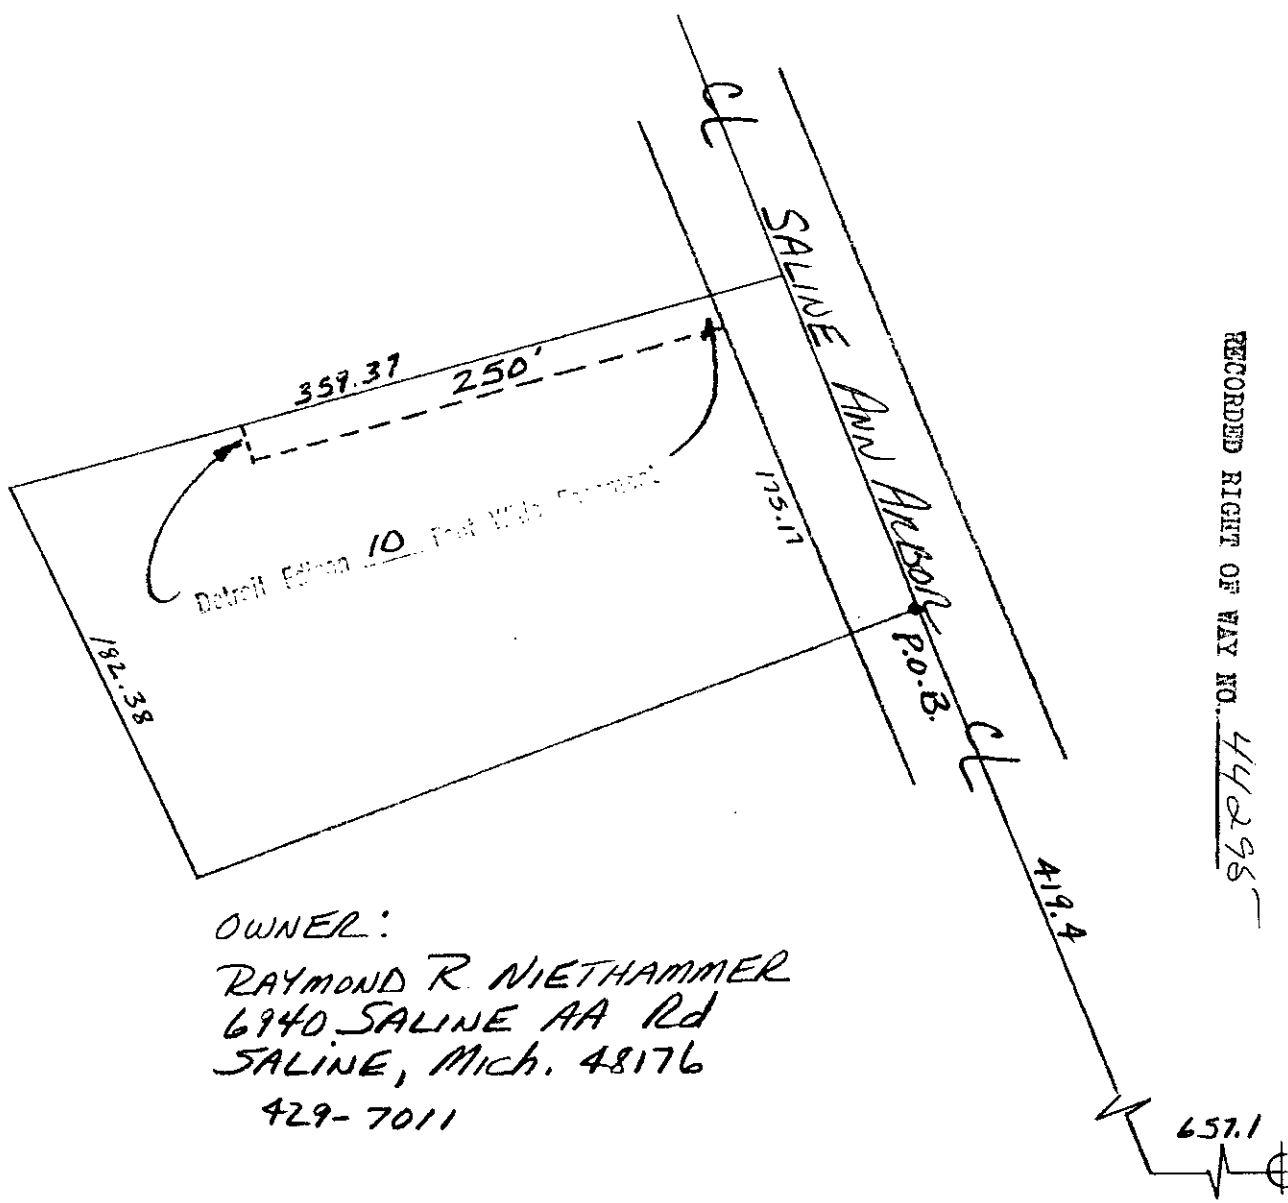 CL
SALINE ANN ARBOR
359.37
250'
175.17
Detroit Edison 10 Foot Wide Easement
182.38
P.O.B.
CL
419.4
657.1
RECORDED RIGHT OF WAY NO. 44295
OWNER:
RAYMOND R. NIETHAMMER
6940 SALINE AA Rd
SALINE, Mich. 48176
429-7011